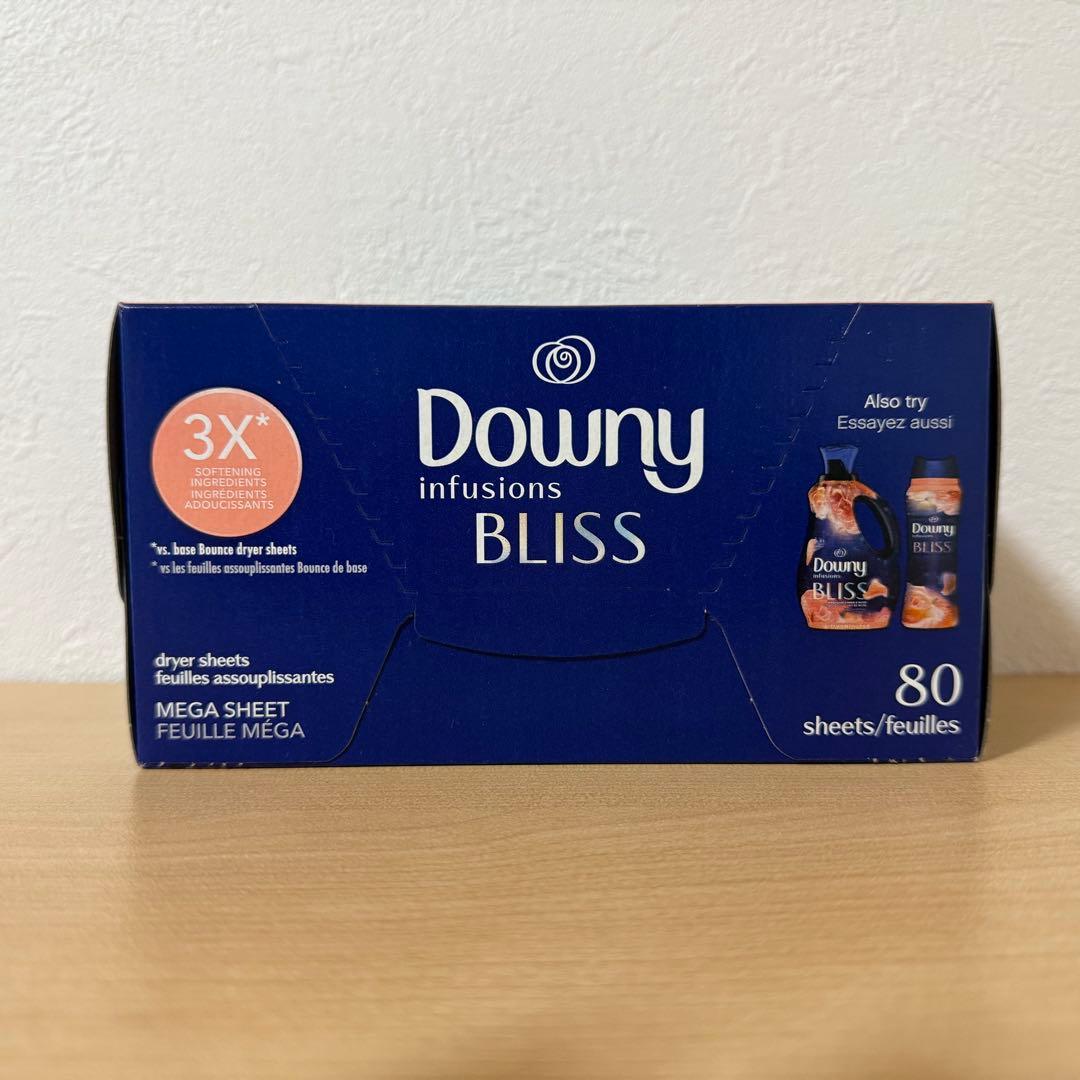 3X*
SOFTENING
INGREDIENTS
INGRÉDIENTS
ADOUCISSANTS
*vs. base Bounce dryer sheets
* vs les feuilles assouplissantes Bounce de base
dryer sheets
feuilles assouplissantes
MEGA SHEET
FEUILLE MÉGA
Downy
infusions
BLISS
Also try
Essayez aussi
Downy
infusions
BLISS
Downy
infusions
BLISS
80
sheets/feuilles